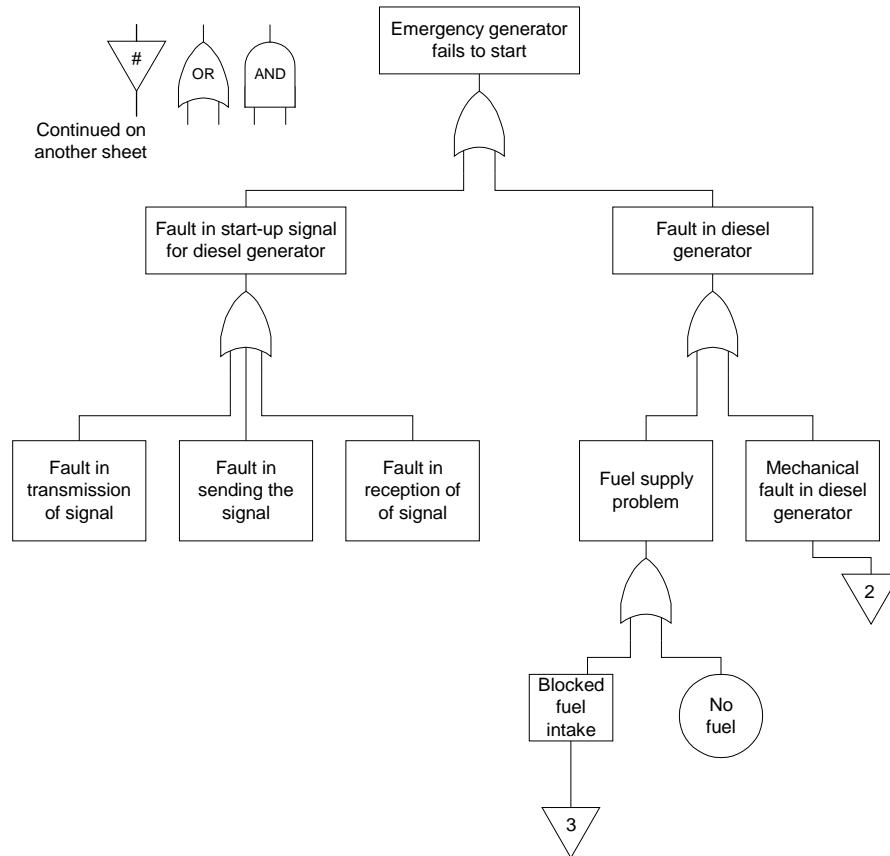 #
OR
AND
Continued on
another sheet
Emergency generator
fails to start
Fault in start-up signal
for diesel generator
Fault in diesel
generator
Fault in
transmission
of signal
Fault in
sending the
signal
Fault in
reception of
of signal
Fuel supply
problem
Mechanical
fault in diesel
generator
2
Blocked
fuel
intake
No
fuel
3